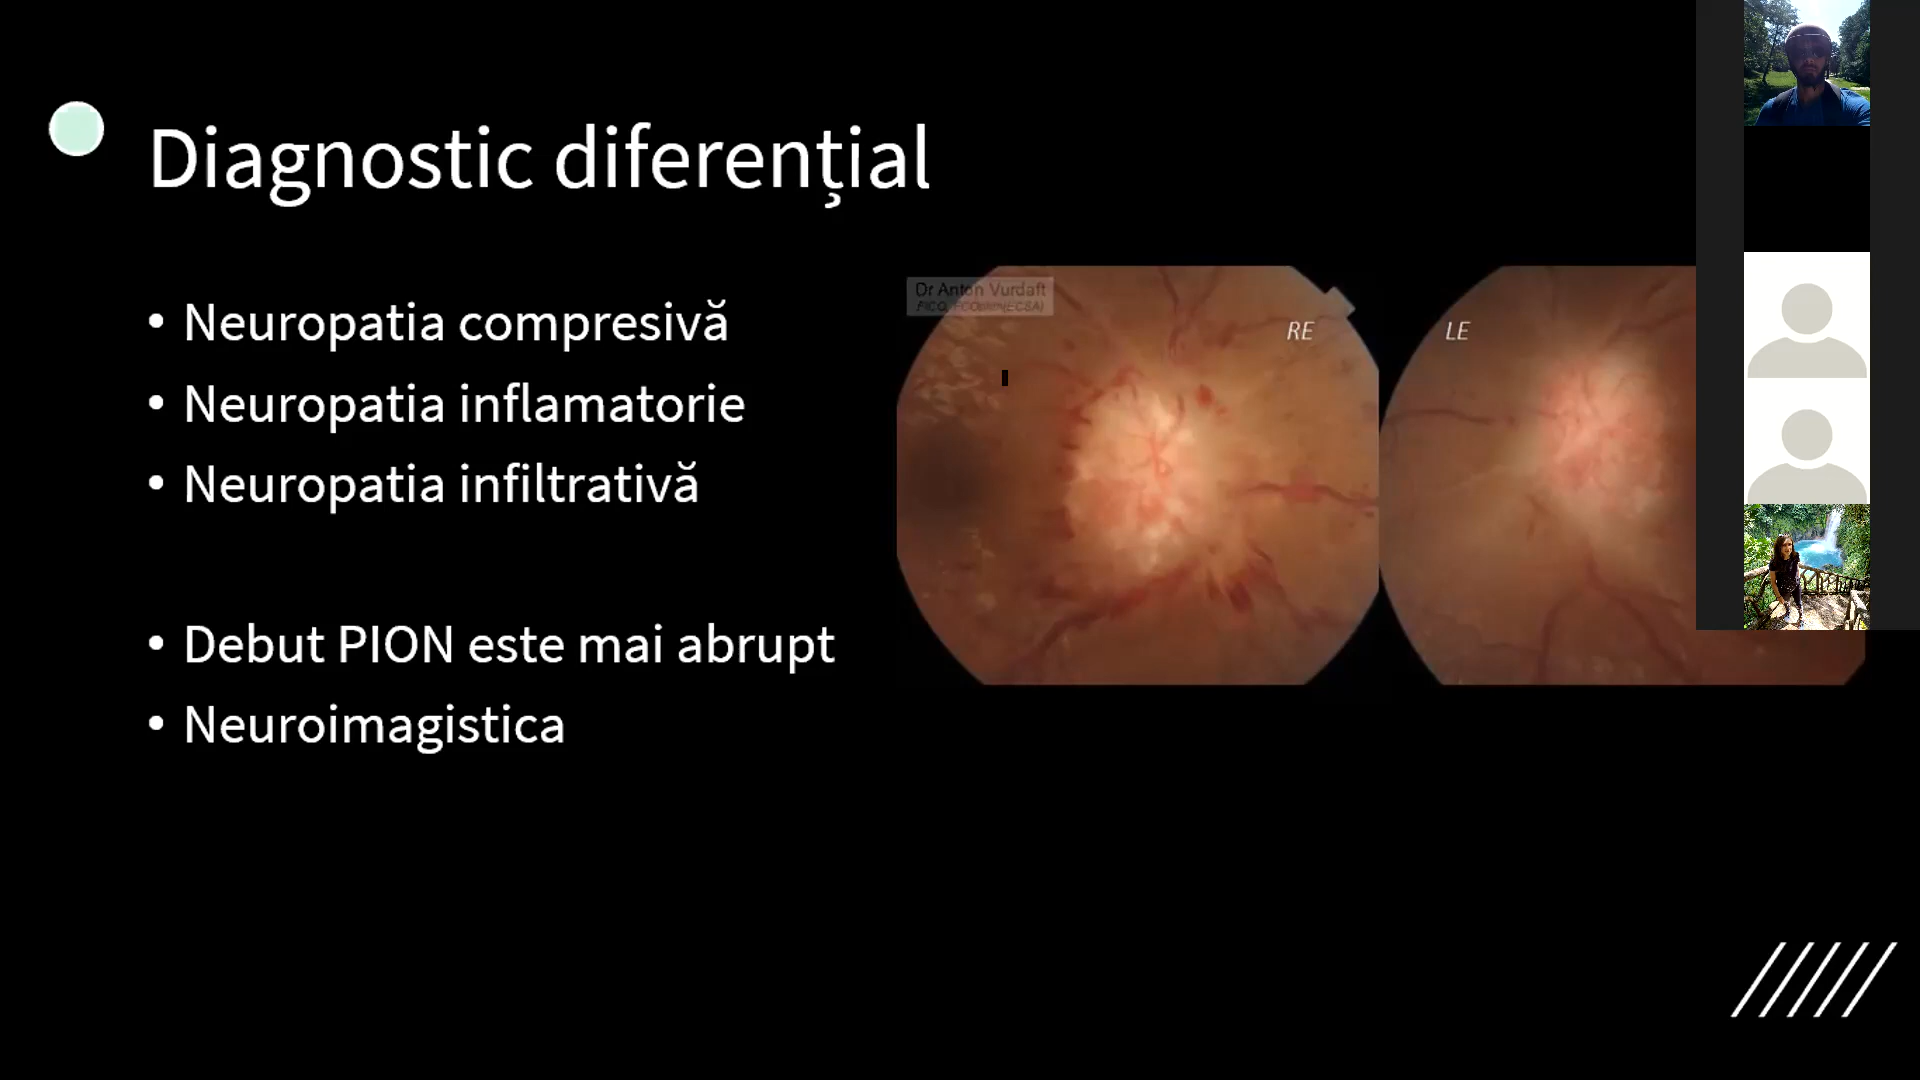 Diagnostic diferențial
• Neuropatia compresivă
• Neuropatia inflamatorie
• Neuropatia infiltrativă
• Debut PION este mai abrupt
• Neuroimagistica
Dr Anton Vurdaft
RE
LE